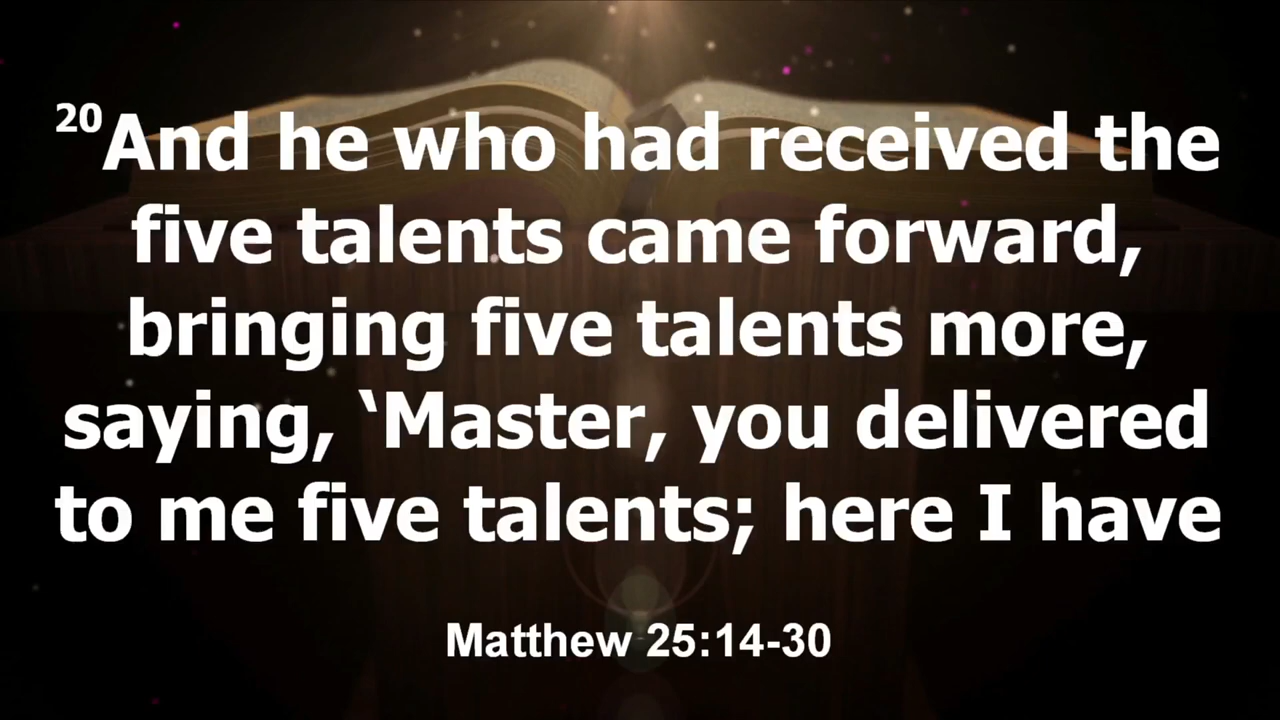 20And he who had received the
five talents came forward,
bringing five talents more,
saying, ‘Master, you delivered
to me five talents; here I have
Matthew 25:14-30